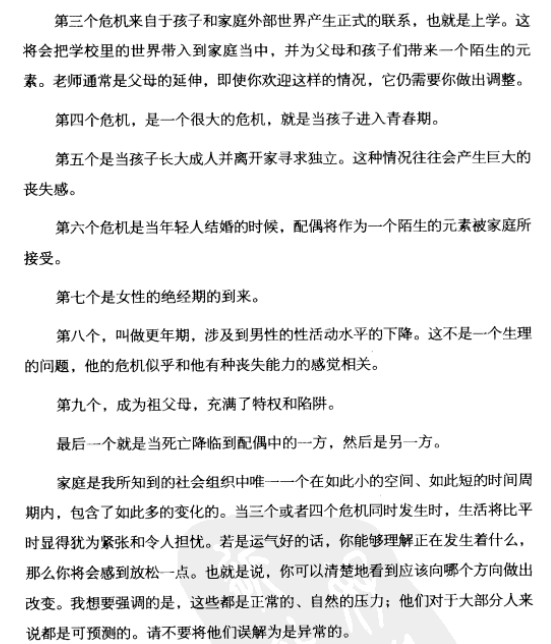 第三个危机来自于孩子和家庭外部世界产生正式的联系，也就是上学。这
将会把学校里的世界带入到家庭当中，并为父母和孩子们带来一个陌生的元
素。老师通常是父母的延伸，即使你欢迎这样的情况，它仍需要你做出调整。
第四个危机，是一个很大的危机，就是当孩子进入青春期。
第五个是当孩子长大成人并离开家寻求独立。这种情况往往会产生巨大的
丧失感。
第六个危机是当年轻人结婚的时候，配偶将作为一个陌生的元素被家庭所
接受。
第七个是女性的绝经期的到来。
第八个，叫做更年期，涉及到男性的性活动水平的下降。这不是一个生理
的问题，他的危机似乎和他有种丧失能力的感觉相关。
第九个，成为祖父母，充满了特权和陷阱。
最后一个就是当死亡降临到配偶中的一方，然后是另一方。
家庭是我所知到的社会组织中唯一一个在如此小的空间、如此短的时间周
期内，包含了如此多的变化的。当三个或者四个危机同时发生时，生活将比平
时显得犹为紧张和令人担忧。若是运气好的话，你能够理解正在发生着什么，
那么你将会感到放松一点。也就是说，你可以清楚地看到应该向哪个方向做出
改变。我想要强调的是，这些都是正常的、自然的压力；他们对于大部分人来
说都是可预测的。请不要将他们误解为是异常的。